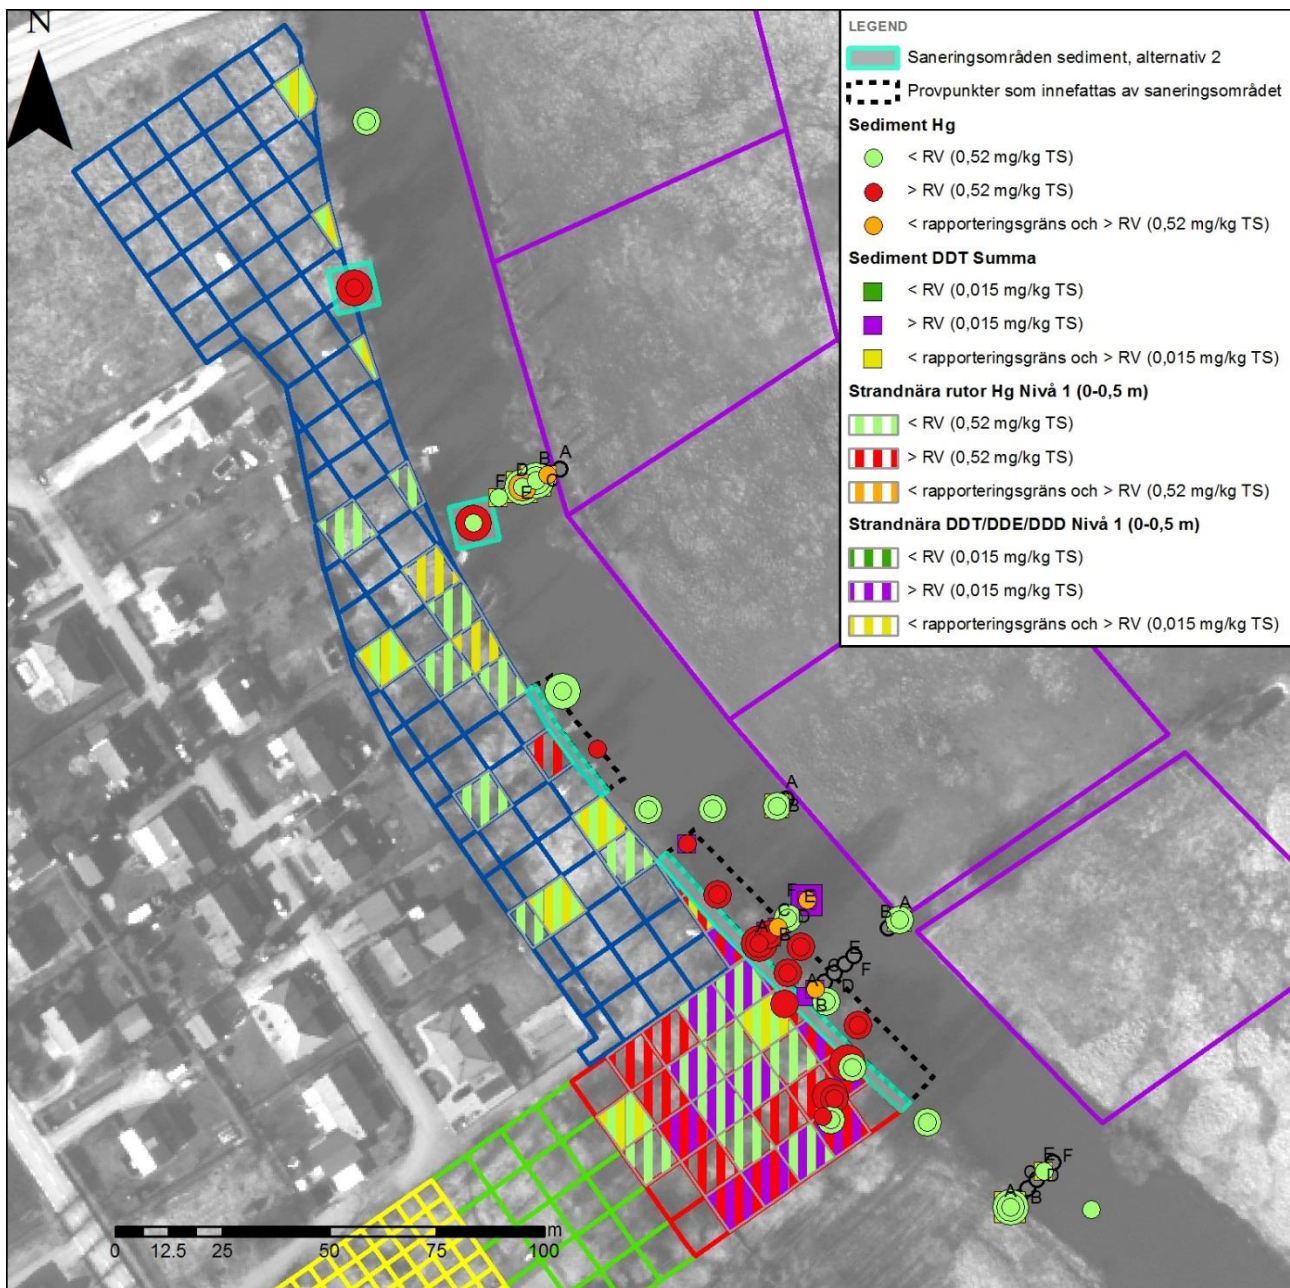 N
LEGEND
Saneringsområden sediment, alternativ 2
Provpunkter som innefattas av saneringsområdet
Sediment Hg
< RV (0,52 mg/kg TS)
> RV (0,52 mg/kg TS)
< rapporteringsgräns och > RV (0,52 mg/kg TS)
Sediment DDT Summa
< RV (0,015 mg/kg TS)
> RV (0,015 mg/kg TS)
< rapporteringsgräns och > RV (0,015 mg/kg TS)
Strandnära rutor Hg Nivå 1 (0-0,5 m)
< RV (0,52 mg/kg TS)
> RV (0,52 mg/kg TS)
< rapporteringsgräns och > RV (0,52 mg/kg TS)
Strandnära DDT/DDE/DDD Nivå 1 (0-0,5 m)
< RV (0,015 mg/kg TS)
> RV (0,015 mg/kg TS)
< rapporteringsgräns och > RV (0,015 mg/kg TS)
A
B
C
D
E
F
A
B
A
B
F
E
C
D
A
B
E
F
C
D
A
B
E
F
C
D
A
B
0 12.5 25 50 75 100 m